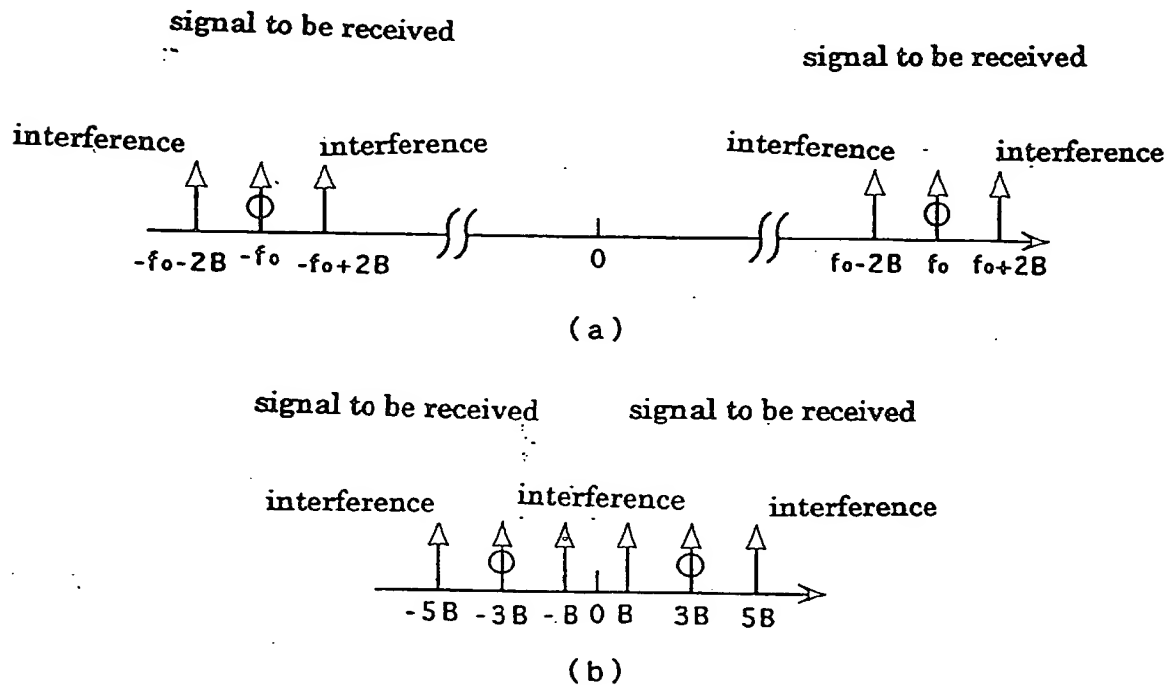 signal to be received
signal to be received
interference
interference
interference
interference
-fo-2B -fo -fo+2B 0 fo-2B fo fo+2B
(a)
signal to be received signal to be received
interference interference interference
-5B -3B -B 0 B 3B 5B
(b)